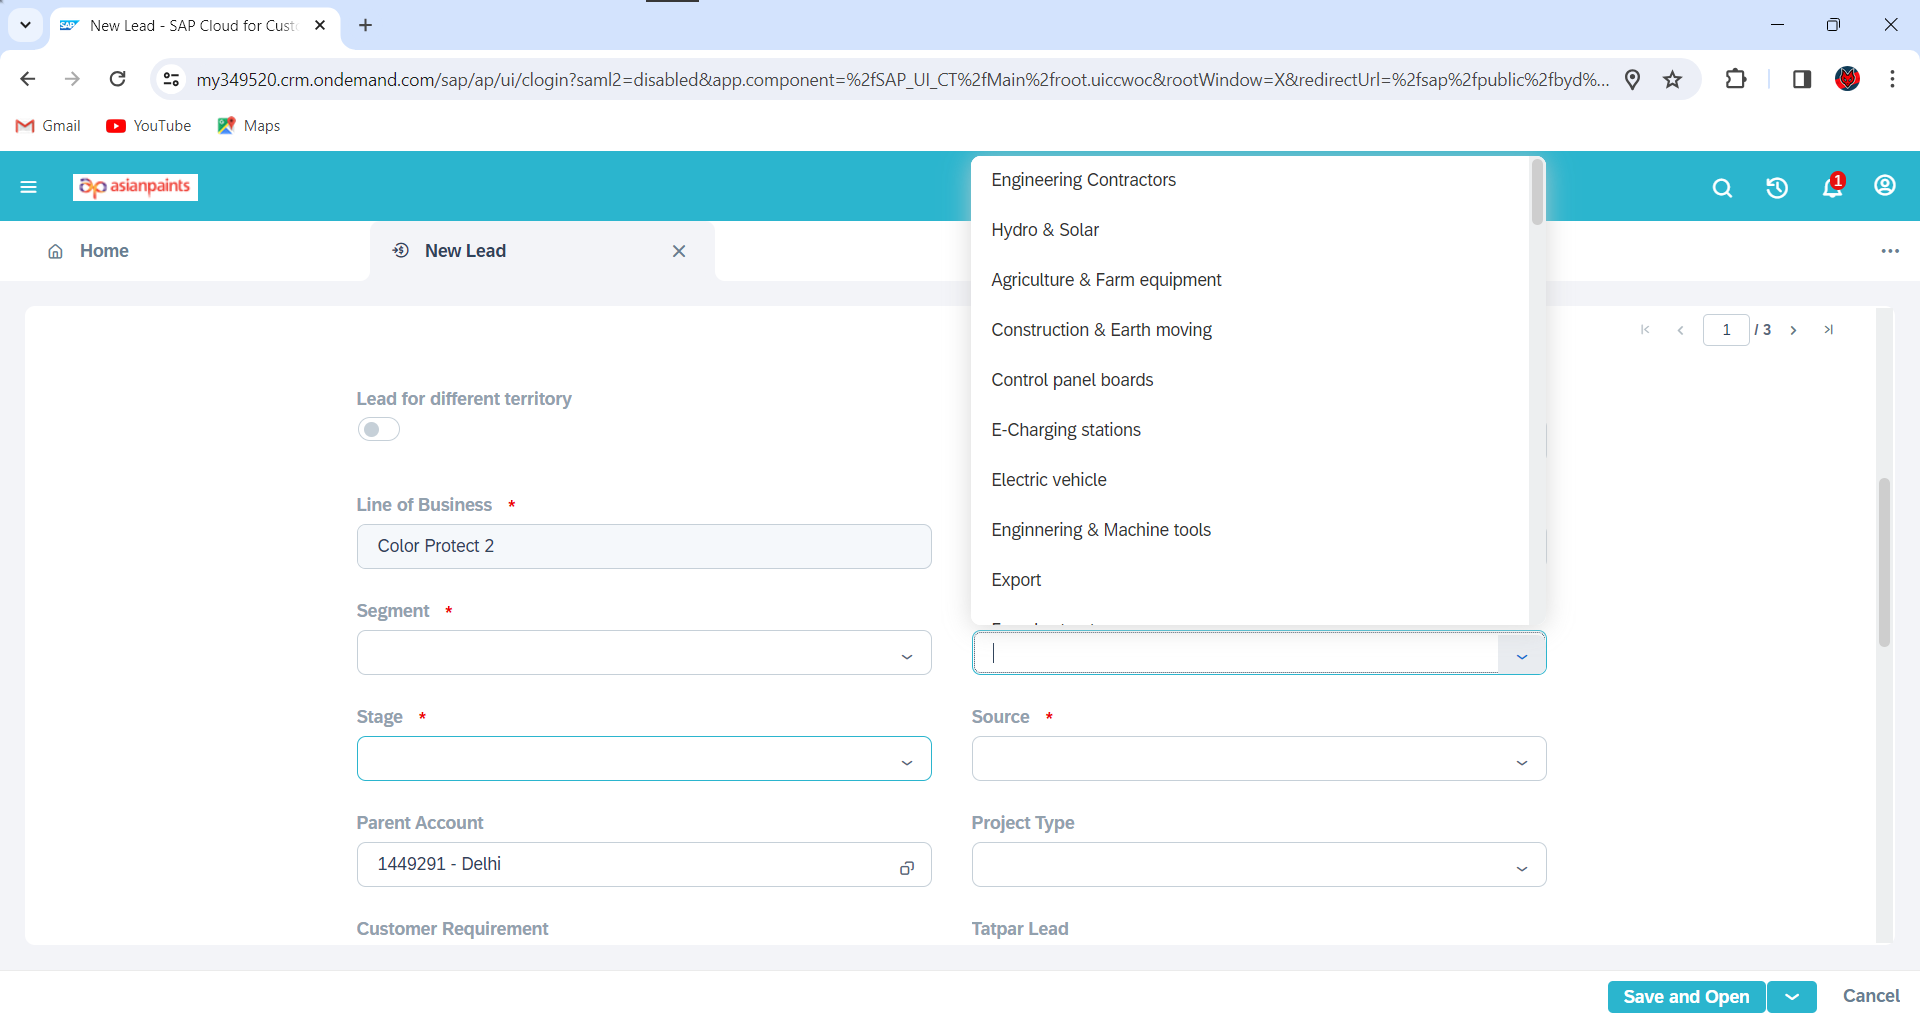 New Lead - SAP Cloud for Cust
my349520.crm.ondemand.com/sap/ap/ui/clogin?saml2=disabled&app.component=%2fSAP_UI_CT%2fMain%2froot.uiccwoc&rootWindow=X&redirectUrl=%2fsap%2fpublic%2fbyd%...
Gmail YouTube Maps
asianpaints
1
Home New Lead
Engineering Contractors
Hydro & Solar
Agriculture & Farm equipment
Construction & Earth moving
Control panel boards
E-Charging stations
Electric vehicle
Enginnering & Machine tools
Export
1 / 3
Lead for different territory
Line of Business *
Color Protect 2
Segment *
Stage *
Source *
Parent Account
1449291 - Delhi
Project Type
Customer Requirement
Tatpar Lead
Save and Open
Cancel